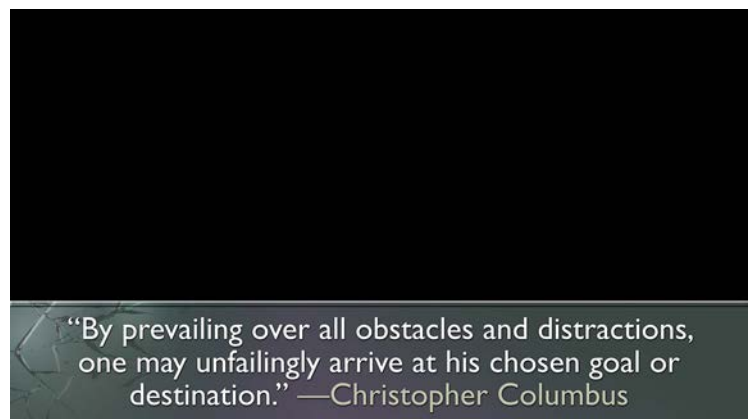 “By prevailing over all obstacles and distractions,
one may unfailingly arrive at his chosen goal or
destination.” —Christopher Columbus